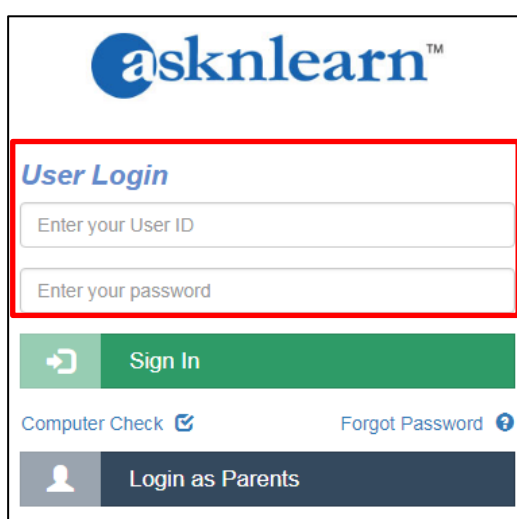 asknlearn™
User Login
Enter your User ID
Enter your password
Sign In
Computer Check Forgot Password
Login as Parents